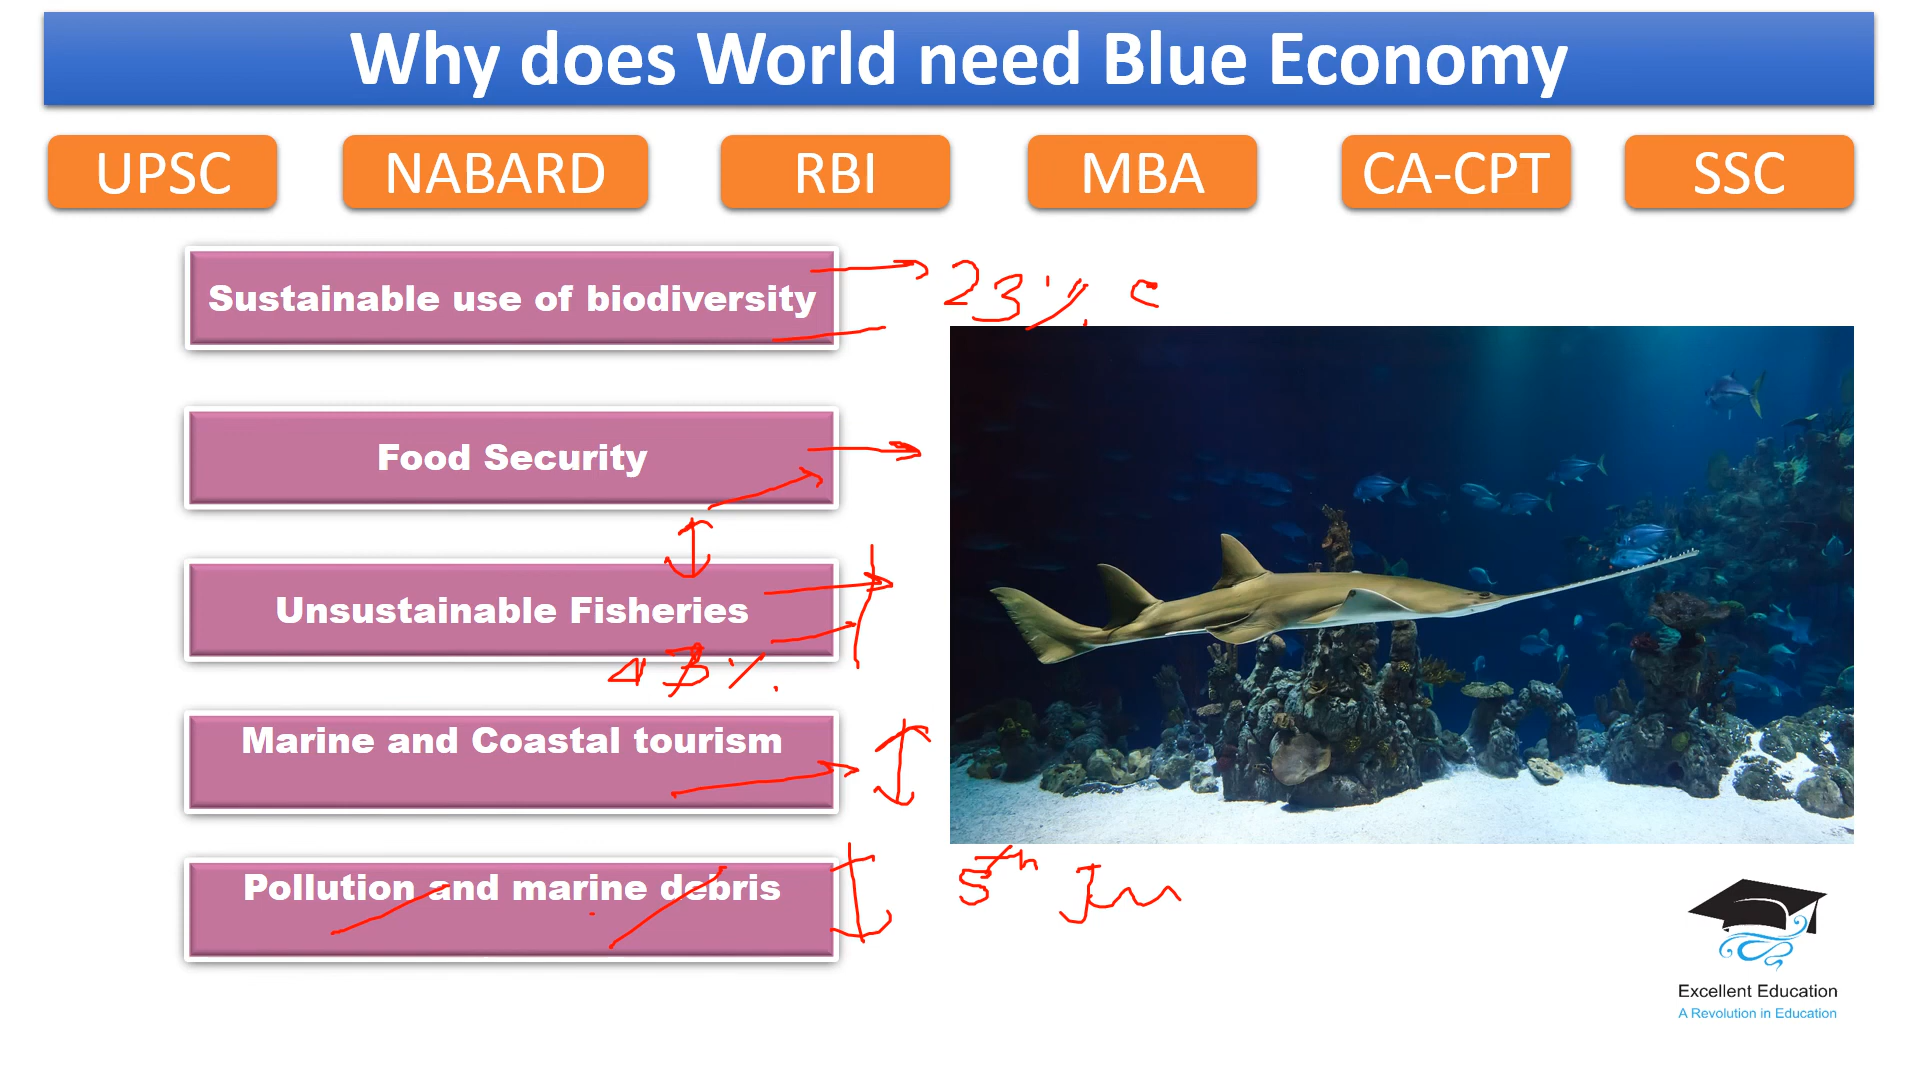 Why does World need Blue Economy
UPSC NABARD RBI MBA CA-CPT SSC
Sustainable use of biodiversity
23%. c
Food Security
Unsustainable Fisheries
43%.
Marine and Coastal tourism
Pollution and marine debris
5th Jun
Excellent Education
A Revolution in Education